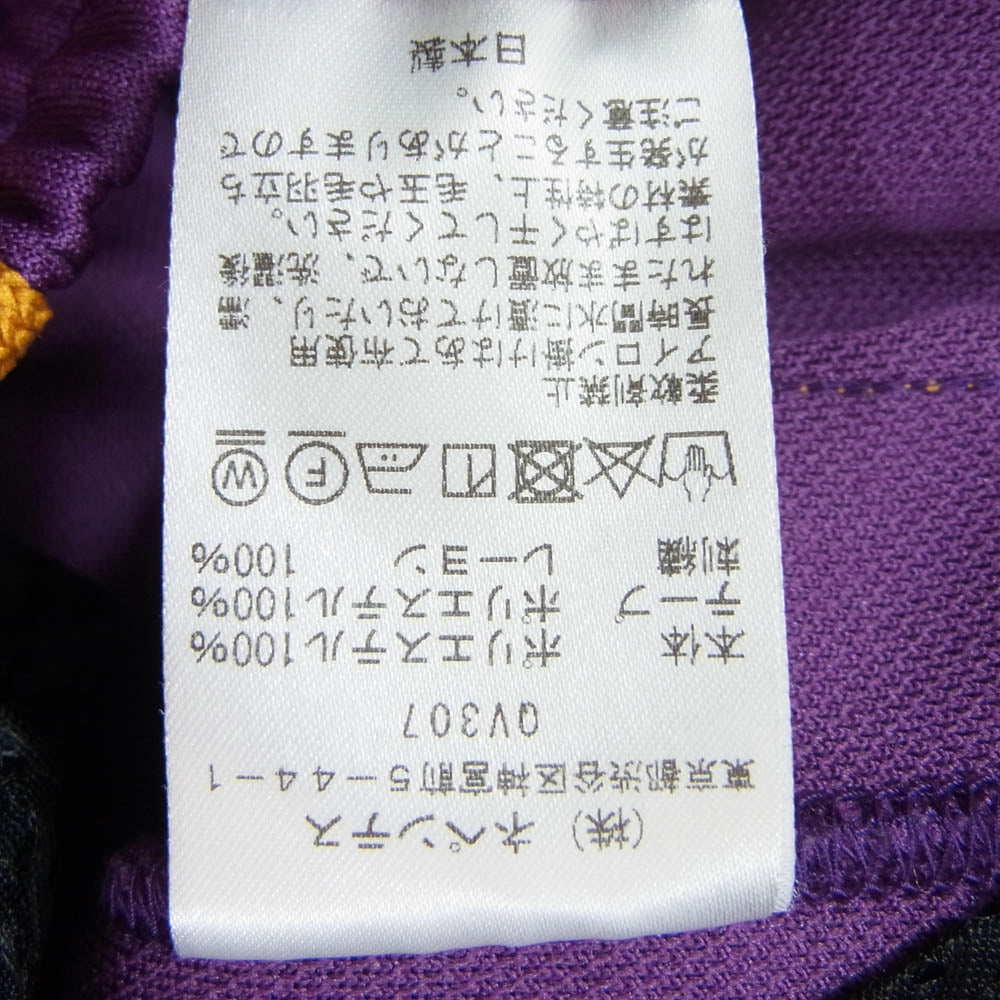 (株) ネペンテス
東京都渋谷区神宮前5-44-1
QV307
本体 ポリエステル100%
テープ ポリエステル100%
刺繍 レーヨン 100%
F W
柔軟剤禁止
アイロン掛けはあて布使用
長時間水に漬けておいたり、濡
れたまま放置しないで、洗濯後
はすばやく干してください。
素材の特性上、毛玉や毛羽立ち
が発生することがありますので
ご注意ください。
日本製